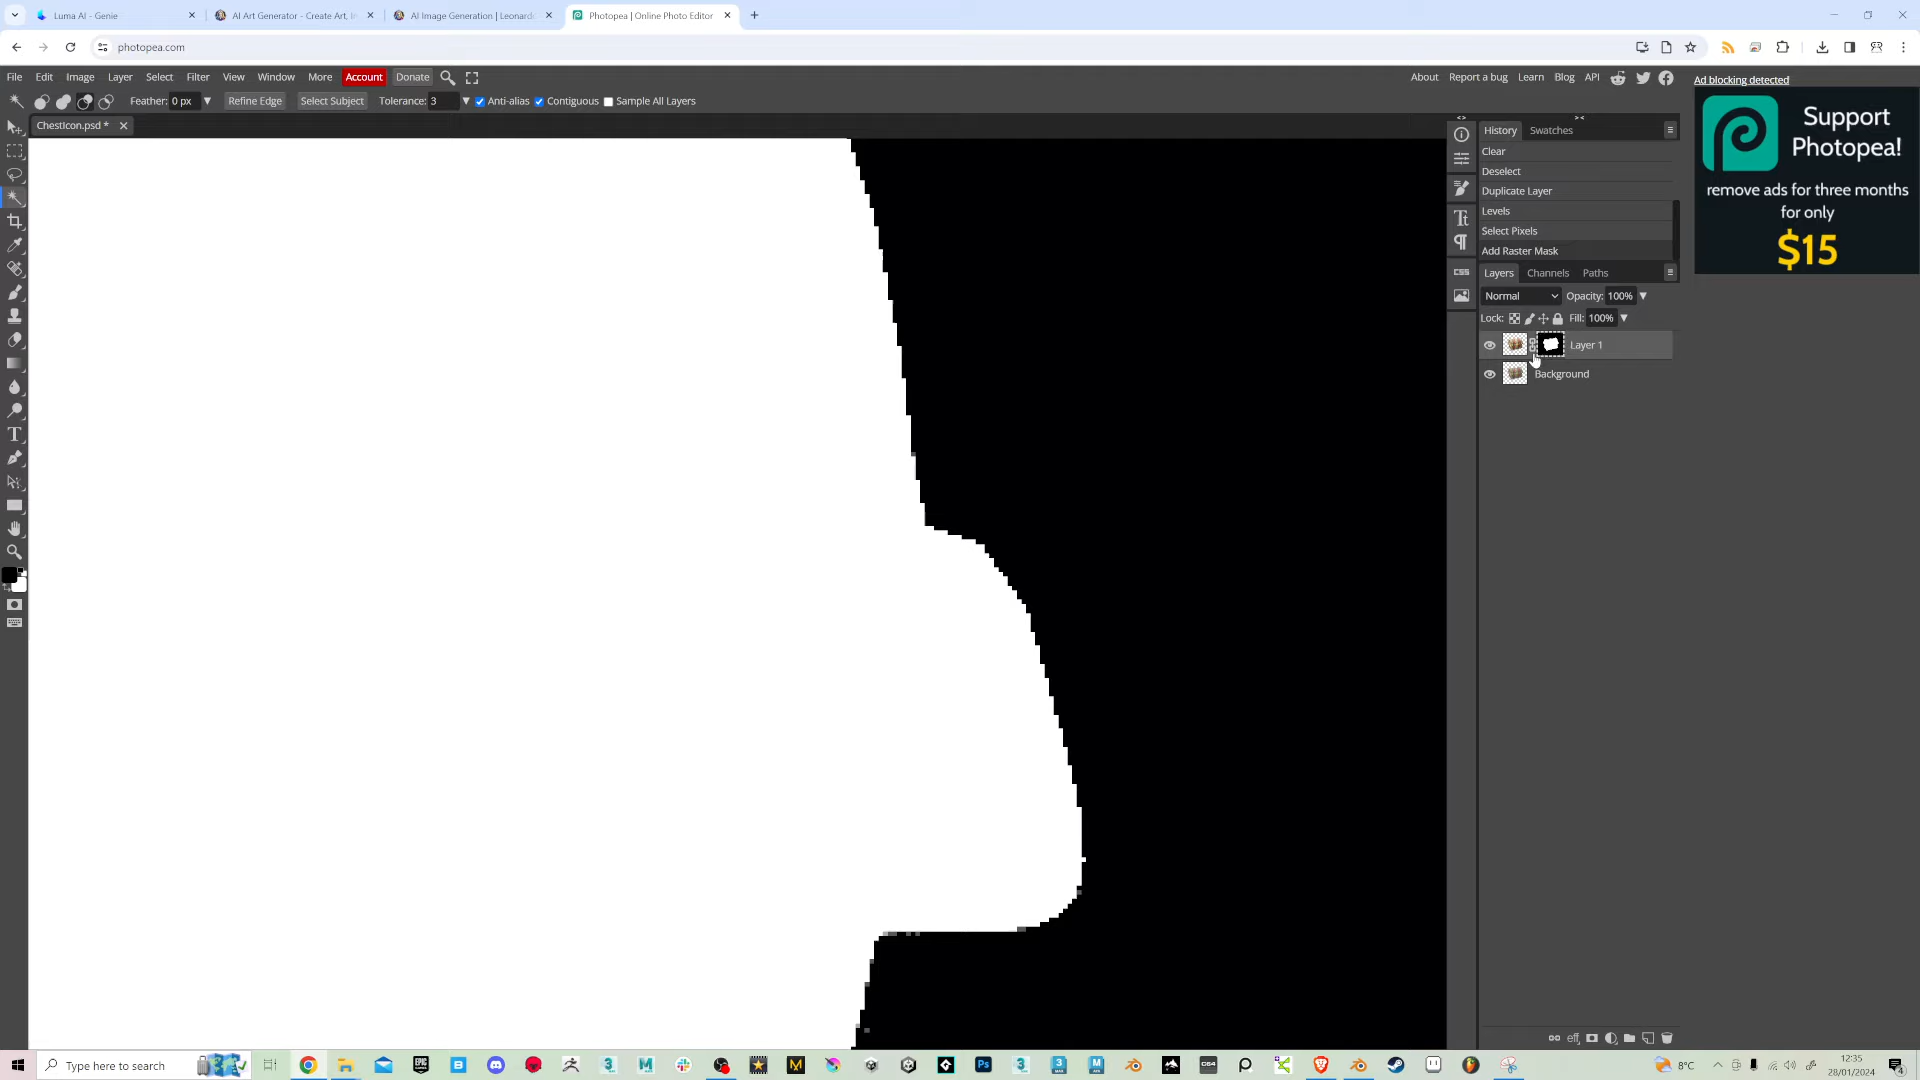 Luma AI - Genie
AI Art Generator - Create Art, In
AI Image Generation | Leonard
Photopea | Online Photo Editor
photopea.com
File Edit Image Layer Select Filter View Window More Account Donate
About Report a bug Learn Blog API
Ad blocking detected
Feather: 0 px Refine Edge Select Subject Tolerance: 3 Anti-alias Contiguous Sample All Layers
ChestIcon.psd *
History Swatches
Clear
Deselect
Duplicate Layer
Levels
Select Pixels
Add Raster Mask
Layers Channels Paths
Normal Opacity: 100%
Lock: Fill: 100%
Layer 1
Background
CSS
eff
Support
Photopea!
remove ads for three months
for only
$15
Type here to search
8°C
12:35
28/01/2024